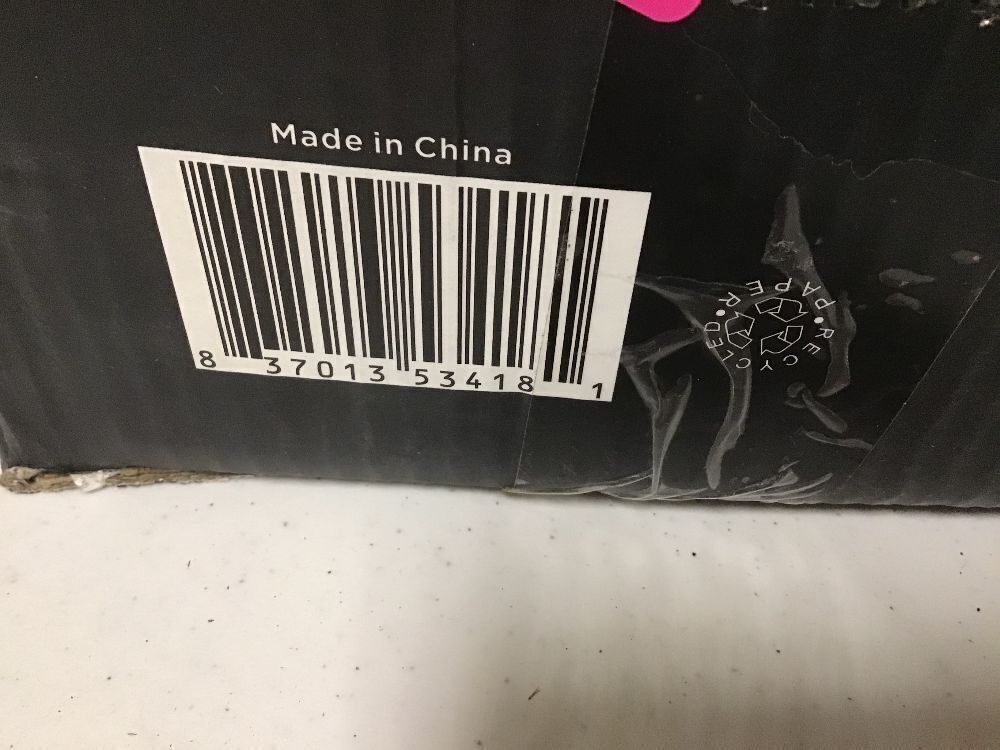 Made in China
8 37013 53418 1
RECYCLED • PAPER •